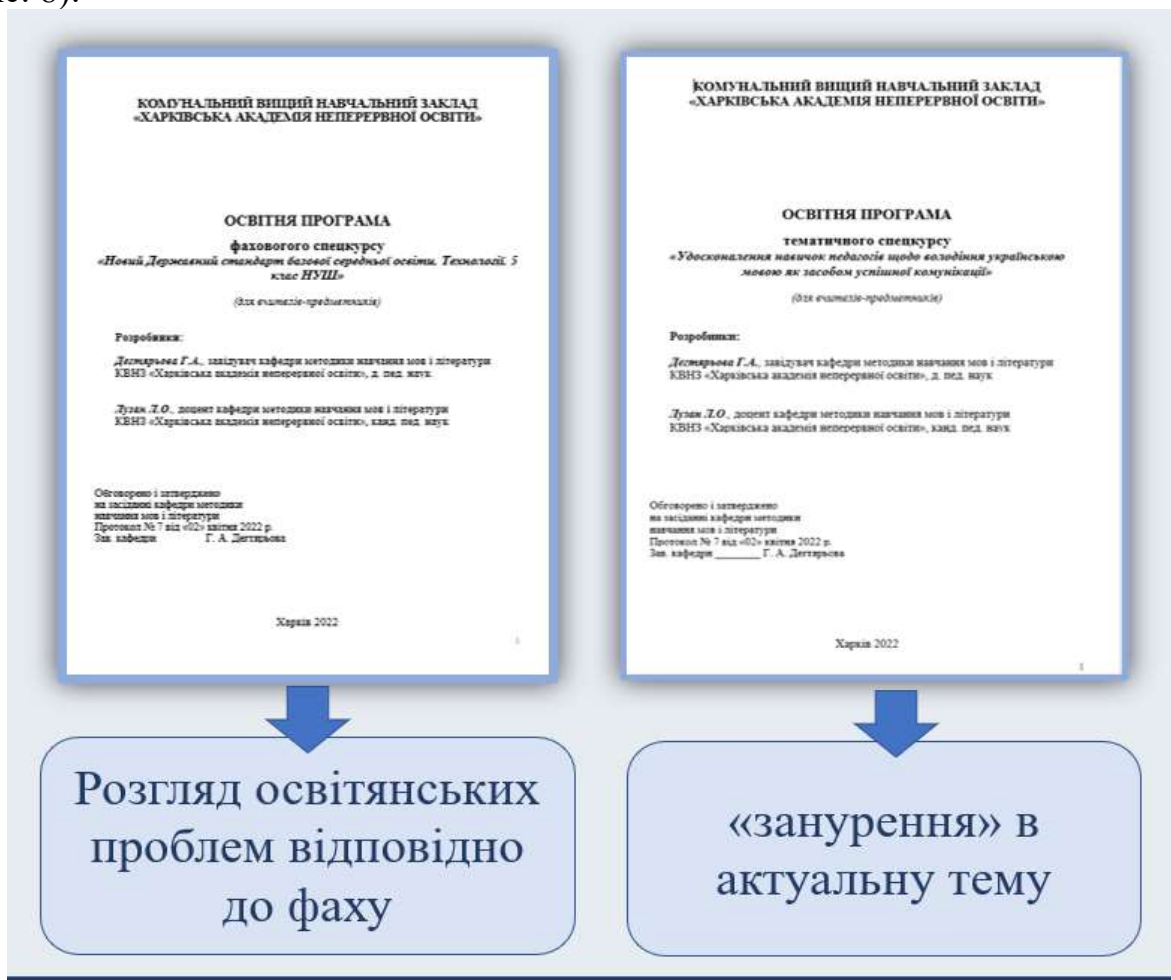 КОМУНАЛЬНИЙ ВИЩИЙ НАВЧАЛЬНИЙ ЗАКЛАД
«ХАРКІВСЬКА АКАДЕМІЯ НЕПЕРЕРВНОЇ ОСВІТИ»
ОСВІТНЯ ПРОГРАМА
фахового спецкурсу
«Новий Державний стандарт базової середньої освіти. Технології. 5
клас НУШ»
(для вчителів-предметників)
Розробники:
Дегтярьова Г.А., завідувач кафедри методики навчання мов і літератури
КВНЗ «Харківська академія неперервної освіти», д. пед. наук
Лузан Л.О., доцент кафедри методики навчання мов і літератури
КВНЗ «Харківська академія неперервної освіти», канд. пед. наук
Обговорено і затверджено
на засіданні кафедри методики
навчання мов і літератури
Протокол № 7 від «02» квітня 2022 р.
Зав. кафедри Г. А. Дегтярьова
Харків 2022
КОМУНАЛЬНИЙ ВИЩИЙ НАВЧАЛЬНИЙ ЗАКЛАД
«ХАРКІВСЬКА АКАДЕМІЯ НЕПЕРЕРВНОЇ ОСВІТИ»
ОСВІТНЯ ПРОГРАМА
тематичного спецкурсу
«Удосконалення навичок педагогів щодо володіння українською
мовою як засобом успішної комунікації»
(для вчителів-предметників)
Розробники:
Дегтярьова Г.А., завідувач кафедри методики навчання мов і літератури
КВНЗ «Харківська академія неперервної освіти», д. пед. наук
Лузан Л.О., доцент кафедри методики навчання мов і літератури
КВНЗ «Харківська академія неперервної освіти», канд. пед. наук
Обговорено і затверджено
на засіданні кафедри методики
навчання мов і літератури
Протокол № 7 від «02» квітня 2022 р.
Зав. кафедри ________ Г. А. Дегтярьова
Харків 2022
1
Розгляд освітянських
проблем відповідно
до фаху
«занурення» в
актуальну тему